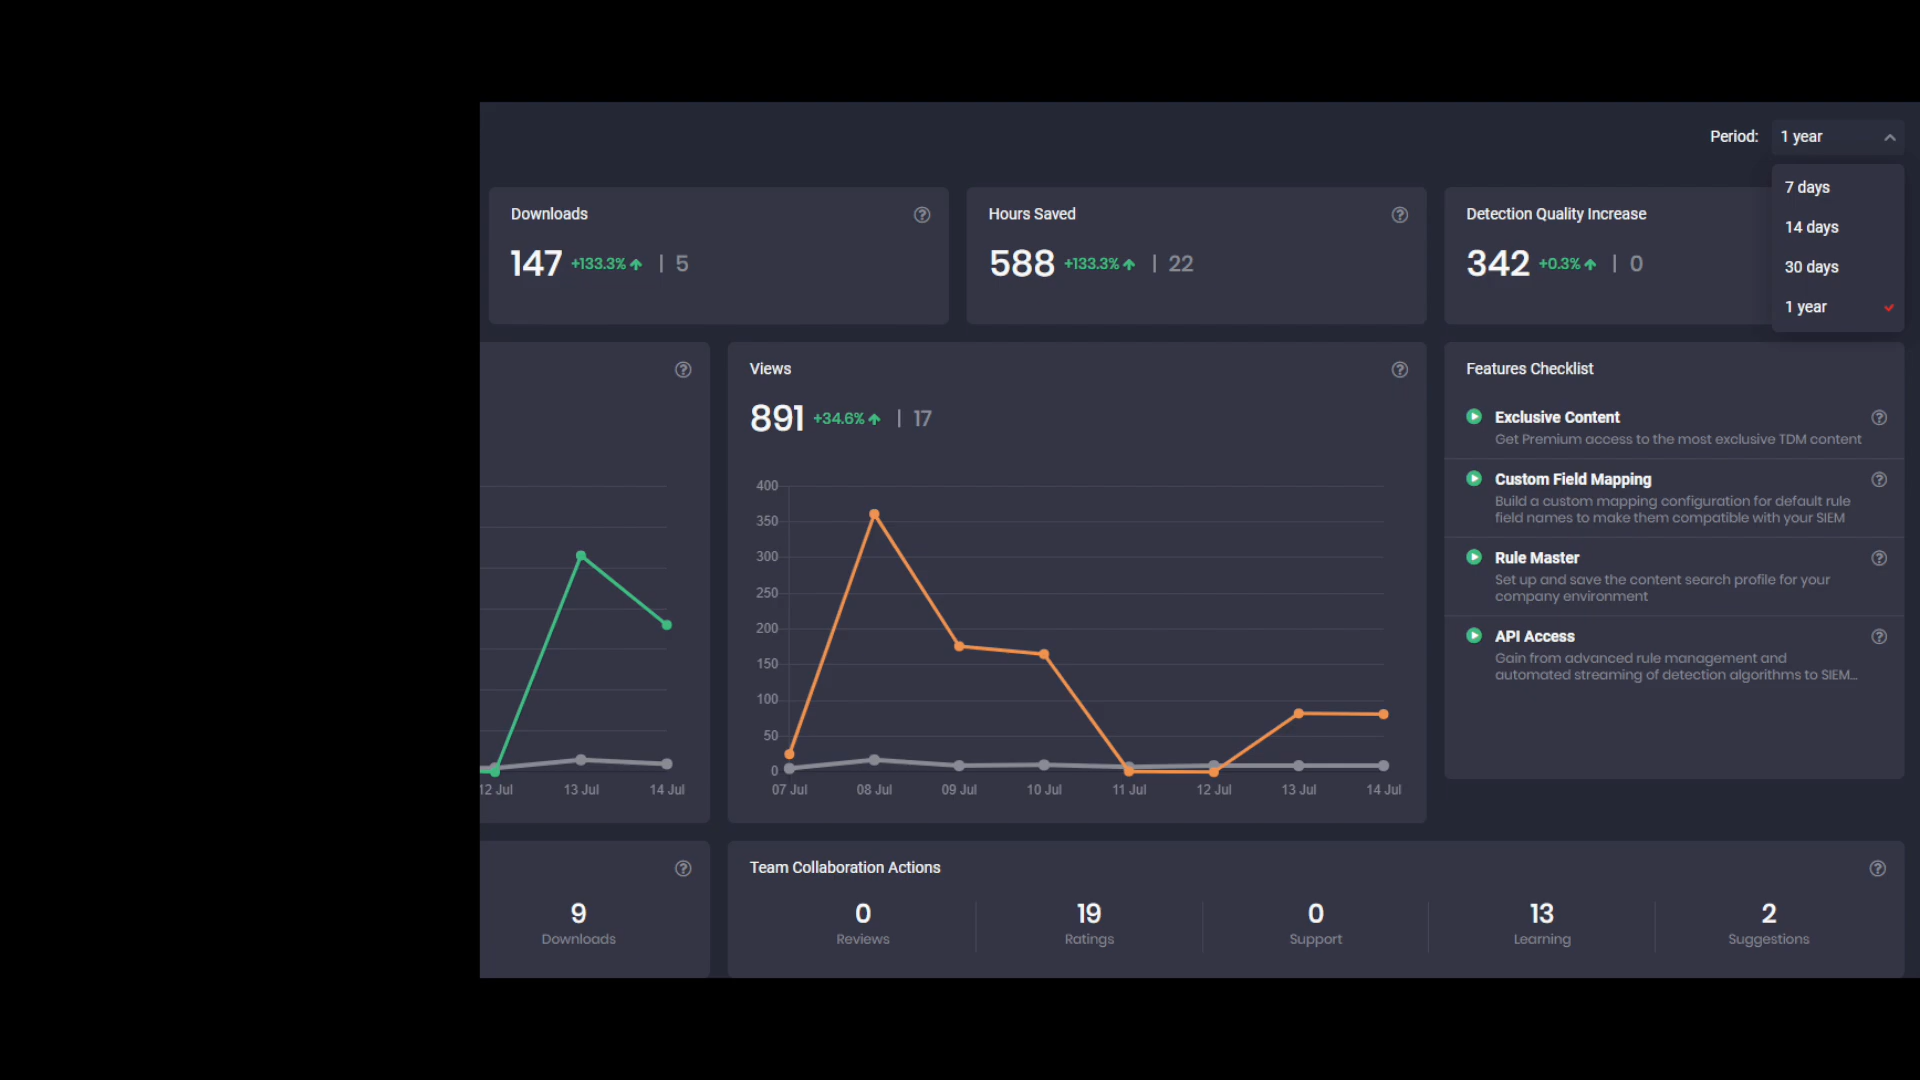 Period: 1 year
7 days
14 days
30 days
1 year
Downloads
147 +133.3% | 5
Hours Saved
588 +133.3% | 22
Detection Quality Increase
342 +0.3% | 0
12 Jul 13 Jul 14 Jul
Views
891 +34.6% | 17
400
350
300
250
200
150
100
50
0
07 Jul 08 Jul 09 Jul 10 Jul 11 Jul 12 Jul 13 Jul 14 Jul
Features Checklist
Exclusive Content
Get Premium access to the most exclusive TDM content
Custom Field Mapping
Build a custom mapping configuration for default rule
field names to make them compatible with your SIEM
Rule Master
Set up and save the content search profile for your
company environment
API Access
Gain from advanced rule management and
automated streaming of detection algorithms to SIEM...
9
Downloads
Team Collaboration Actions
0
Reviews
19
Ratings
0
Support
13
Learning
2
Suggestions